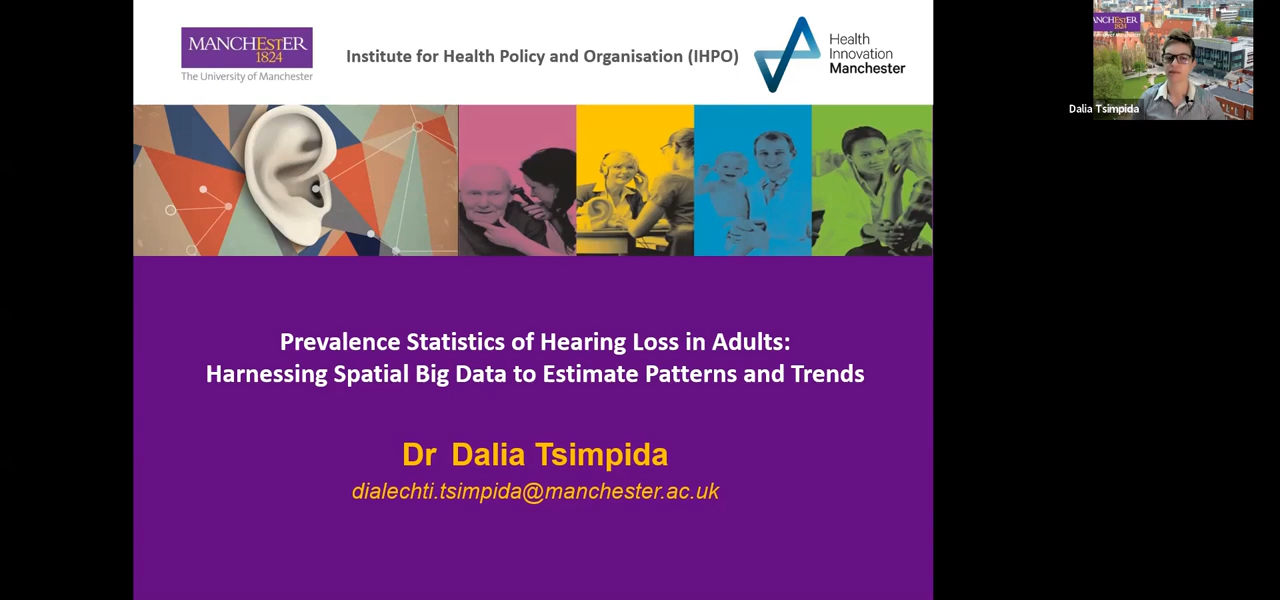 MANCHESTER
1824
The University of Manchester
Institute for Health Policy and Organisation (IHPO)
Health
Innovation
Manchester
MANCHESTER
Dalia Tsimpida
Prevalence Statistics of Hearing Loss in Adults:
Harnessing Spatial Big Data to Estimate Patterns and Trends
Dr Dalia Tsimpida
dialechti.tsimpida@manchester.ac.uk